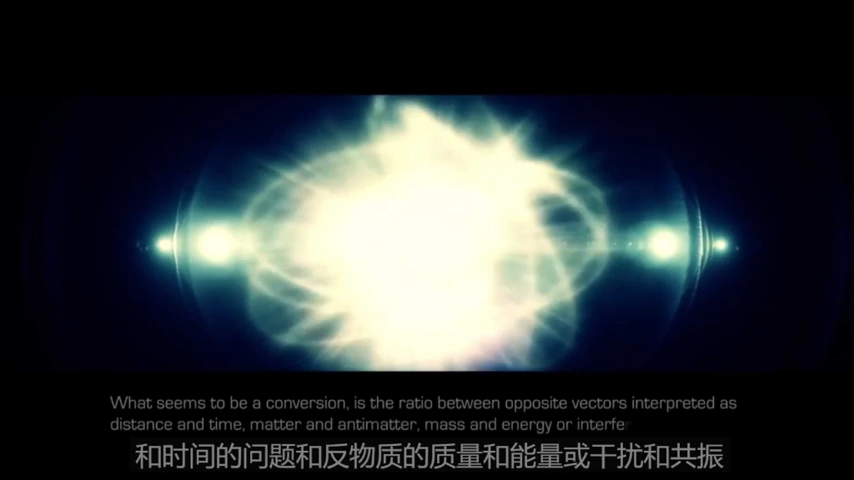 What seems to be a conversion, is the ratio between opposite vectors interpreted as
distance and time, matter and antimatter, mass and energy or
和时间的问题和反物质的质量和能量或干扰和共振